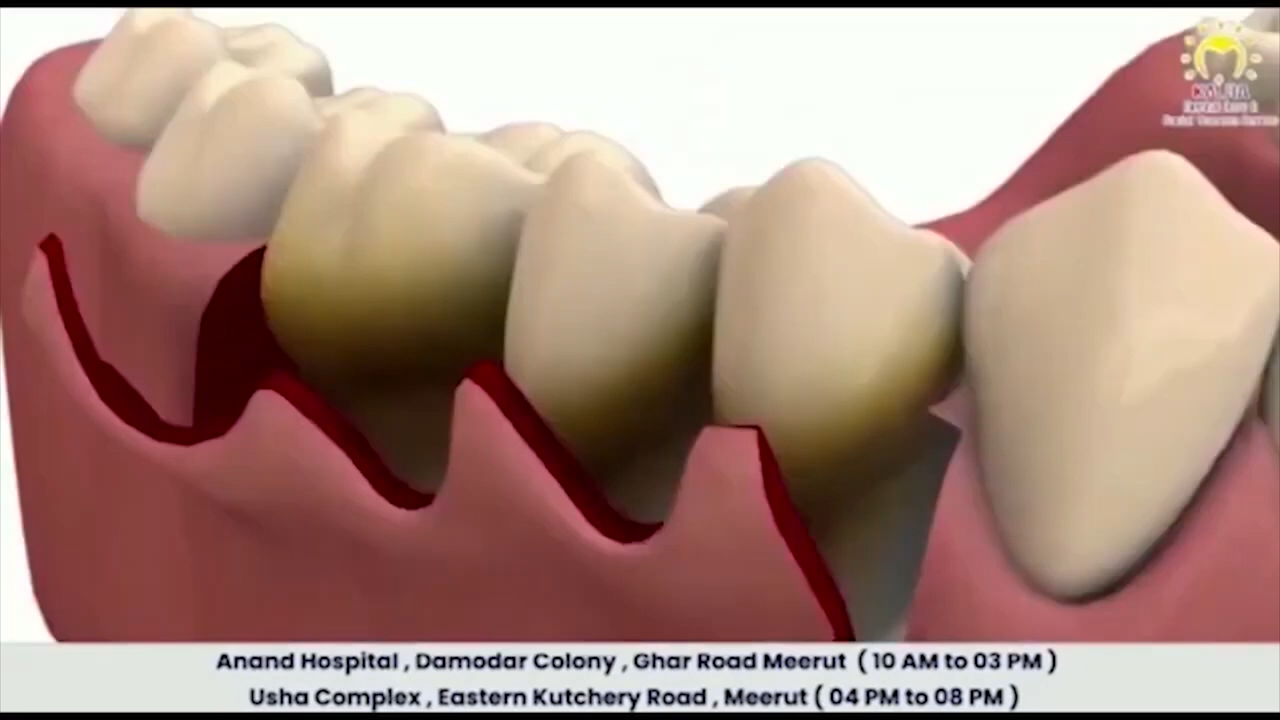 KALRA
Anand Hospital , Damodar Colony , Ghar Road Meerut ( 10 AM to 03 PM )
Usha Complex , Eastern Kutchery Road , Meerut ( 04 PM to 08 PM )